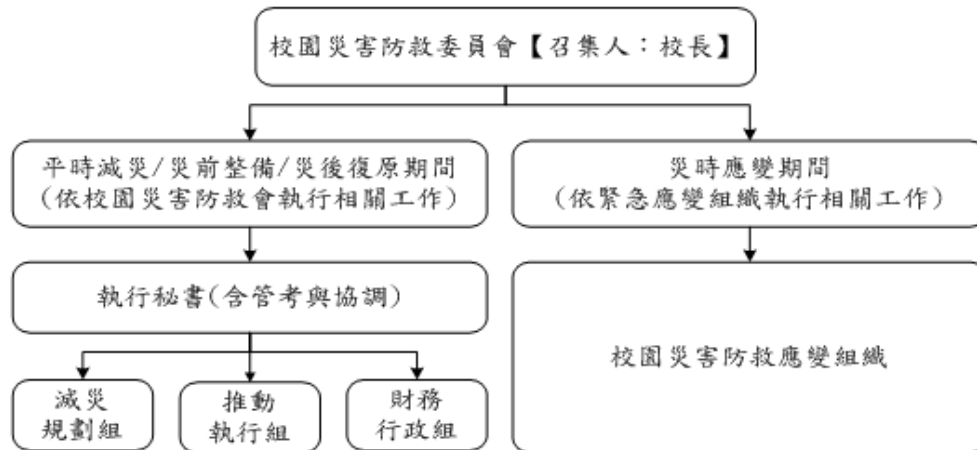 校園災害防救委員會【召集人：校長】
平時減災/災前整備/災後復原期間
(依校園災害防救會執行相關工作)
災時應變期間
(依緊急應變組織執行相關工作)
執行秘書(含管考與協調)
校園災害防救應變組織
減災
規劃組
推動
執行組
財務
行政組